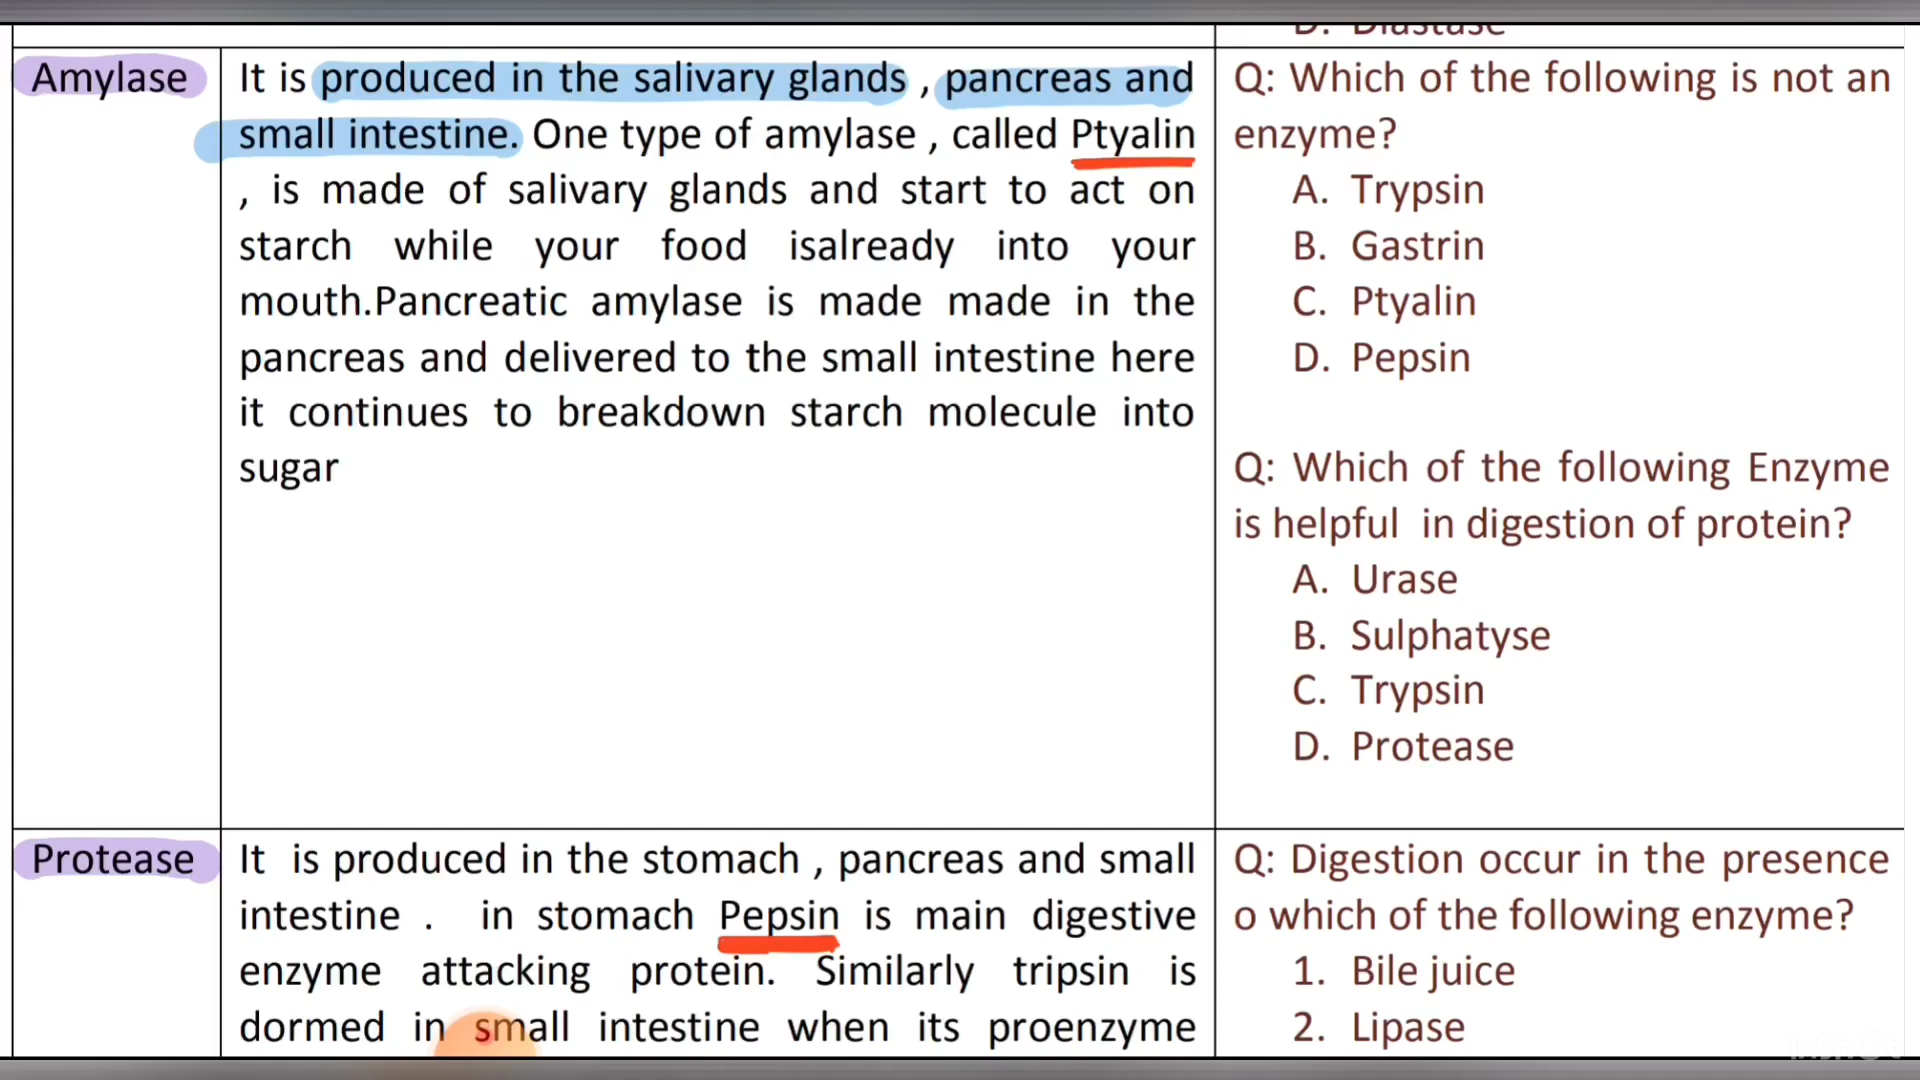 D. Diastase
Amylase
It is produced in the salivary glands , pancreas and
small intestine. One type of amylase , called Ptyalin
, is made of salivary glands and start to act on
starch while your food isalready into your
mouth.Pancreatic amylase is made made in the
pancreas and delivered to the small intestine here
it continues to breakdown starch molecule into
sugar
Q: Which of the following is not an
enzyme?
A. Trypsin
B. Gastrin
C. Ptyalin
D. Pepsin
Q: Which of the following Enzyme
is helpful in digestion of protein?
A. Urase
B. Sulphatyse
C. Trypsin
D. Protease
Protease
It is produced in the stomach , pancreas and small
intestine . in stomach Pepsin is main digestive
enzyme attacking protein. Similarly tripsin is
dormed in small intestine when its proenzyme
Q: Digestion occur in the presence
o which of the following enzyme?
1. Bile juice
2. Lipase